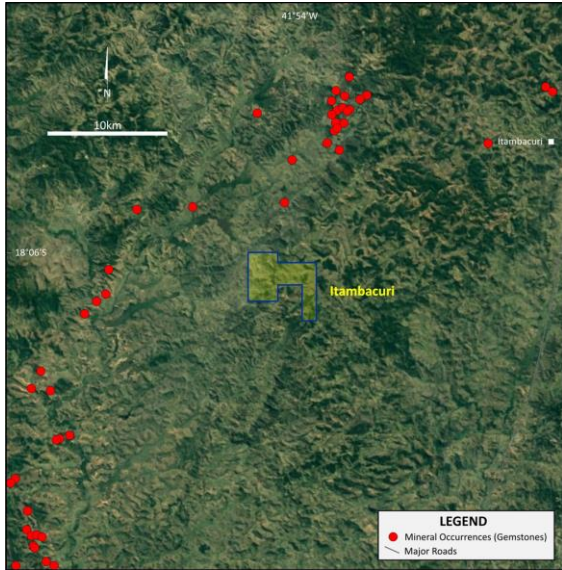 41°54'W
N
10km
Itambacuri
18°06'S
Itambacuri
LEGEND
Mineral Occurrences (Gemstones)
Major Roads